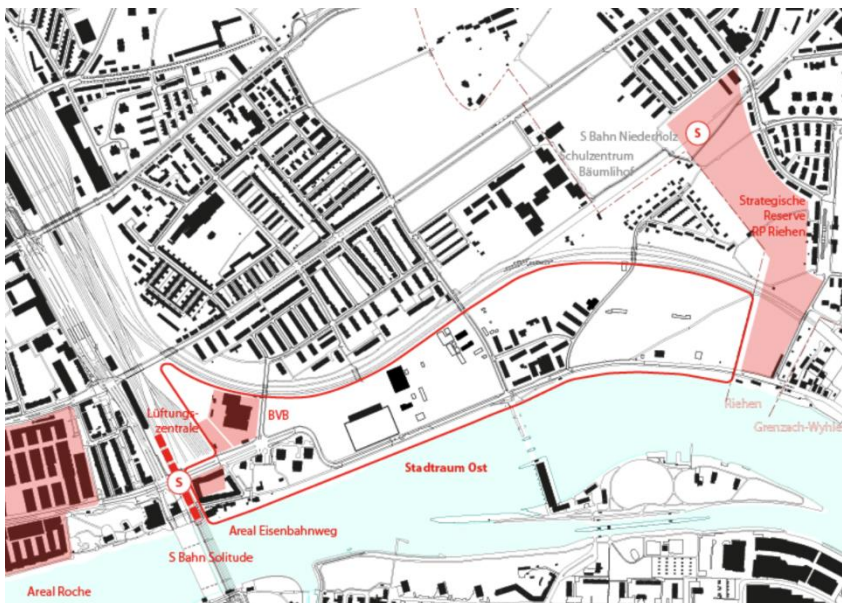 S Bahn Niederholz
S
Schulzentrum
Bäumlihof
Strategische
Reserve
RP Riehen
Lüftungs-
zentrale
BVB
Riehen
Grenzach-Wyhle
S
Stadtraum Ost
Areal Eisenbahnweg
S Bahn Solitude
Areal Roche